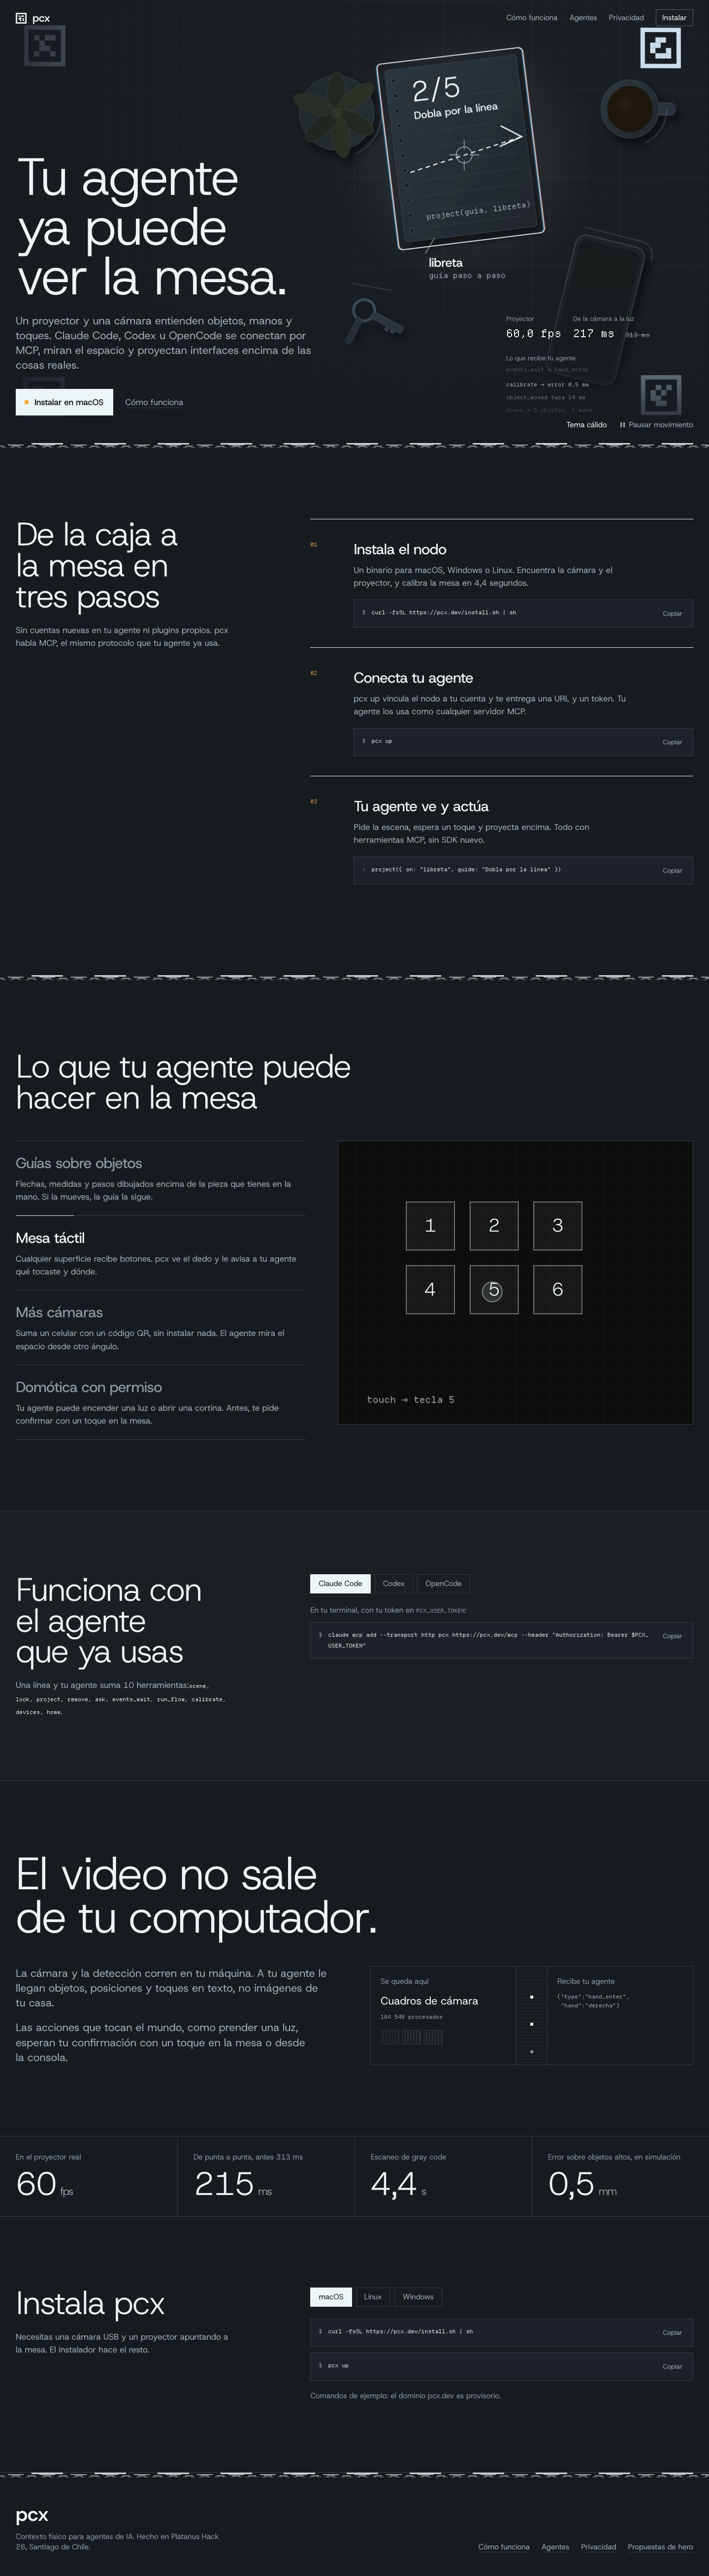 pcx
Cómo funciona
Agentes
Privacidad
Instalar
2/5
Dobla por la línea
project(guía, libreta)
libreta
guía paso a paso
Tu agente
ya puede
ver la mesa.
Un proyector y una cámara entienden objetos, manos y
toques. Claude Code, Codex u OpenCode se conectan por
MCP, miran el espacio y proyectan interfaces encima de las
cosas reales.
Instalar en macOS
Cómo funciona
Proyector
60,0 fps
De la cámara a la luz
217 ms
313 ms
Lo que recibe tu agente
events_wait → hand_enter
calibrate → error 0,5 mm
object_moved taza 14 mm
scene → 5 objetos, 1 mano
Tema cálido
Pausar movimiento
De la caja a
la mesa en
tres pasos
Sin cuentas nuevas en tu agente ni plugins propios. pcx
habla MCP, el mismo protocolo que tu agente ya usa.
01
Instala el nodo
Un binario para macOS, Windows o Linux. Encuentra la cámara y el
proyector, y calibra la mesa en 4,4 segundos.
$ curl -fsSL https://pcx.dev/install.sh | sh
Copiar
02
Conecta tu agente
pcx up vincula el nodo a tu cuenta y te entrega una URL y un token. Tu
agente los usa como cualquier servidor MCP.
$ pcx up
Copiar
03
Tu agente ve y actúa
Pide la escena, espera un toque y proyecta encima. Todo con
herramientas MCP, sin SDK nuevo.
› project({ on: "libreta", guide: "Dobla por la línea" })
Copiar
Lo que tu agente puede
hacer en la mesa
Guías sobre objetos
Flechas, medidas y pasos dibujados encima de la pieza que tienes en la
mano. Si la mueves, la guía la sigue.
Mesa táctil
Cualquier superficie recibe botones. pcx ve el dedo y le avisa a tu agente
qué tocaste y dónde.
Más cámaras
Suma un celular con un código QR, sin instalar nada. El agente mira el
espacio desde otro ángulo.
Domótica con permiso
Tu agente puede encender una luz o abrir una cortina. Antes, te pide
confirmar con un toque en la mesa.
1 2 3
4 5 6
touch → tecla 5
Funciona con
el agente
que ya usas
Una línea y tu agente suma 10 herramientas:scene,
look, project, remove, ask, events_wait, run_flow, calibrate,
devices, home.
Claude Code
Codex
OpenCode
En tu terminal, con tu token en PCX_USER_TOKEN:
$ claude mcp add --transport http pcx https://pcx.dev/mcp --header "Authorization: Bearer $PCX_
USER_TOKEN"
Copiar
El video no sale
de tu computador.
La cámara y la detección corren en tu máquina. A tu agente le
llegan objetos, posiciones y toques en texto, no imágenes de
tu casa.
Las acciones que tocan el mundo, como prender una luz,
esperan tu confirmación con un toque en la mesa o desde
la consola.
Se queda aquí
Cuadros de cámara
184 548 procesados
Recibe tu agente
{"type":"hand_enter",
"hand":"derecha"}
En el proyector real
60 fps
De punta a punta, antes 313 ms
215 ms
Escaneo de gray code
4,4 s
Error sobre objetos altos, en simulación
0,5 mm
Instala pcx
Necesitas una cámara USB y un proyector apuntando a
la mesa. El instalador hace el resto.
macOS
Linux
Windows
$ curl -fsSL https://pcx.dev/install.sh | sh
Copiar
$ pcx up
Copiar
Comandos de ejemplo: el dominio pcx.dev es provisorio.
pcx
Contexto físico para agentes de IA. Hecho en Platanus Hack
26, Santiago de Chile.
Cómo funciona
Agentes
Privacidad
Propuestas de hero